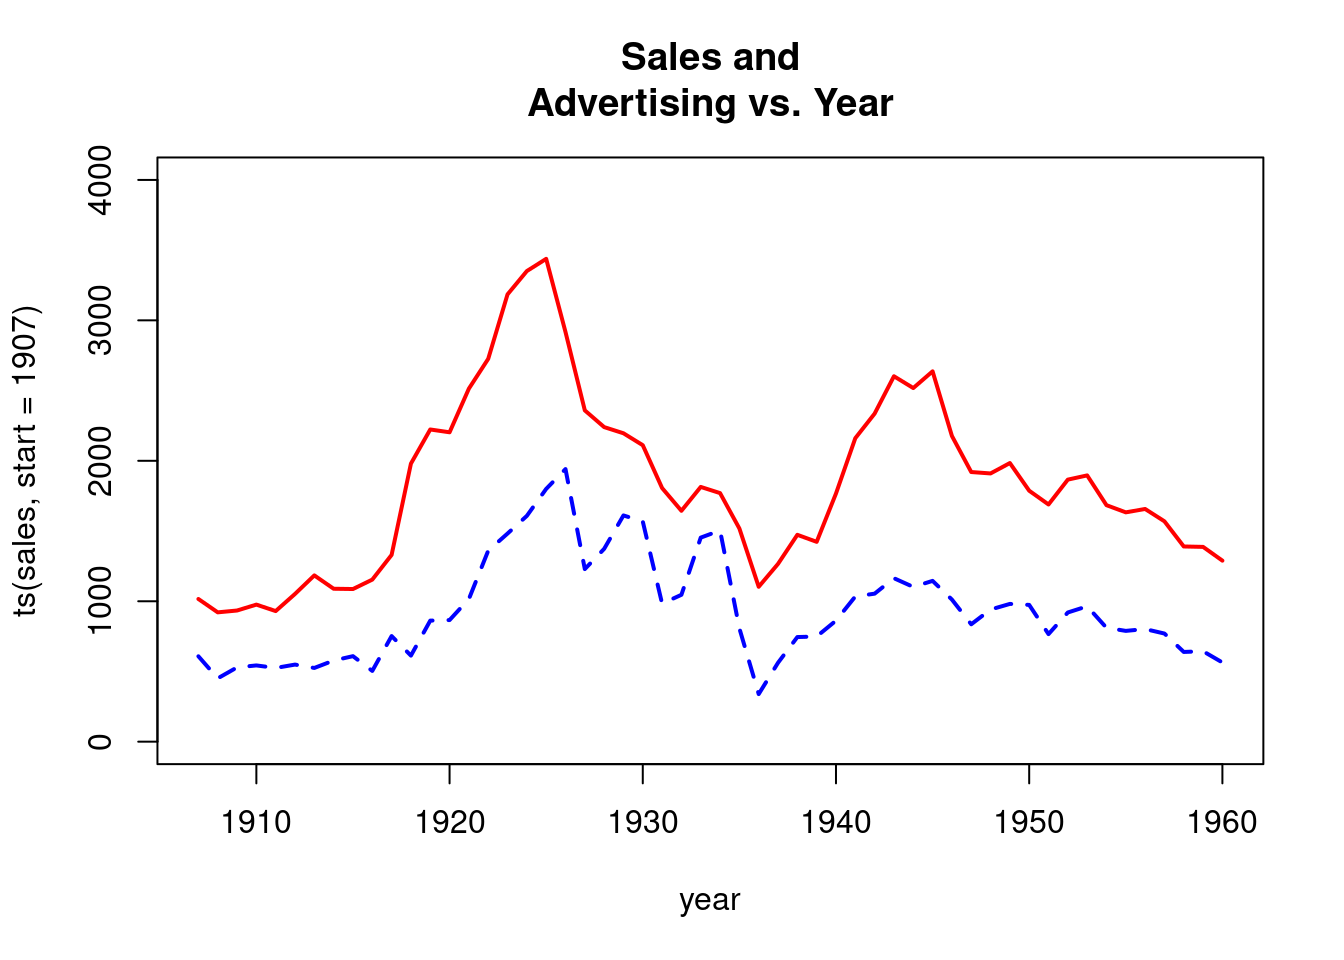 Sales and
Advertising vs. Year
ts(sales, start = 1907)
4000
3000
2000
1000
0
1910 1920 1930 1940 1950 1960
year